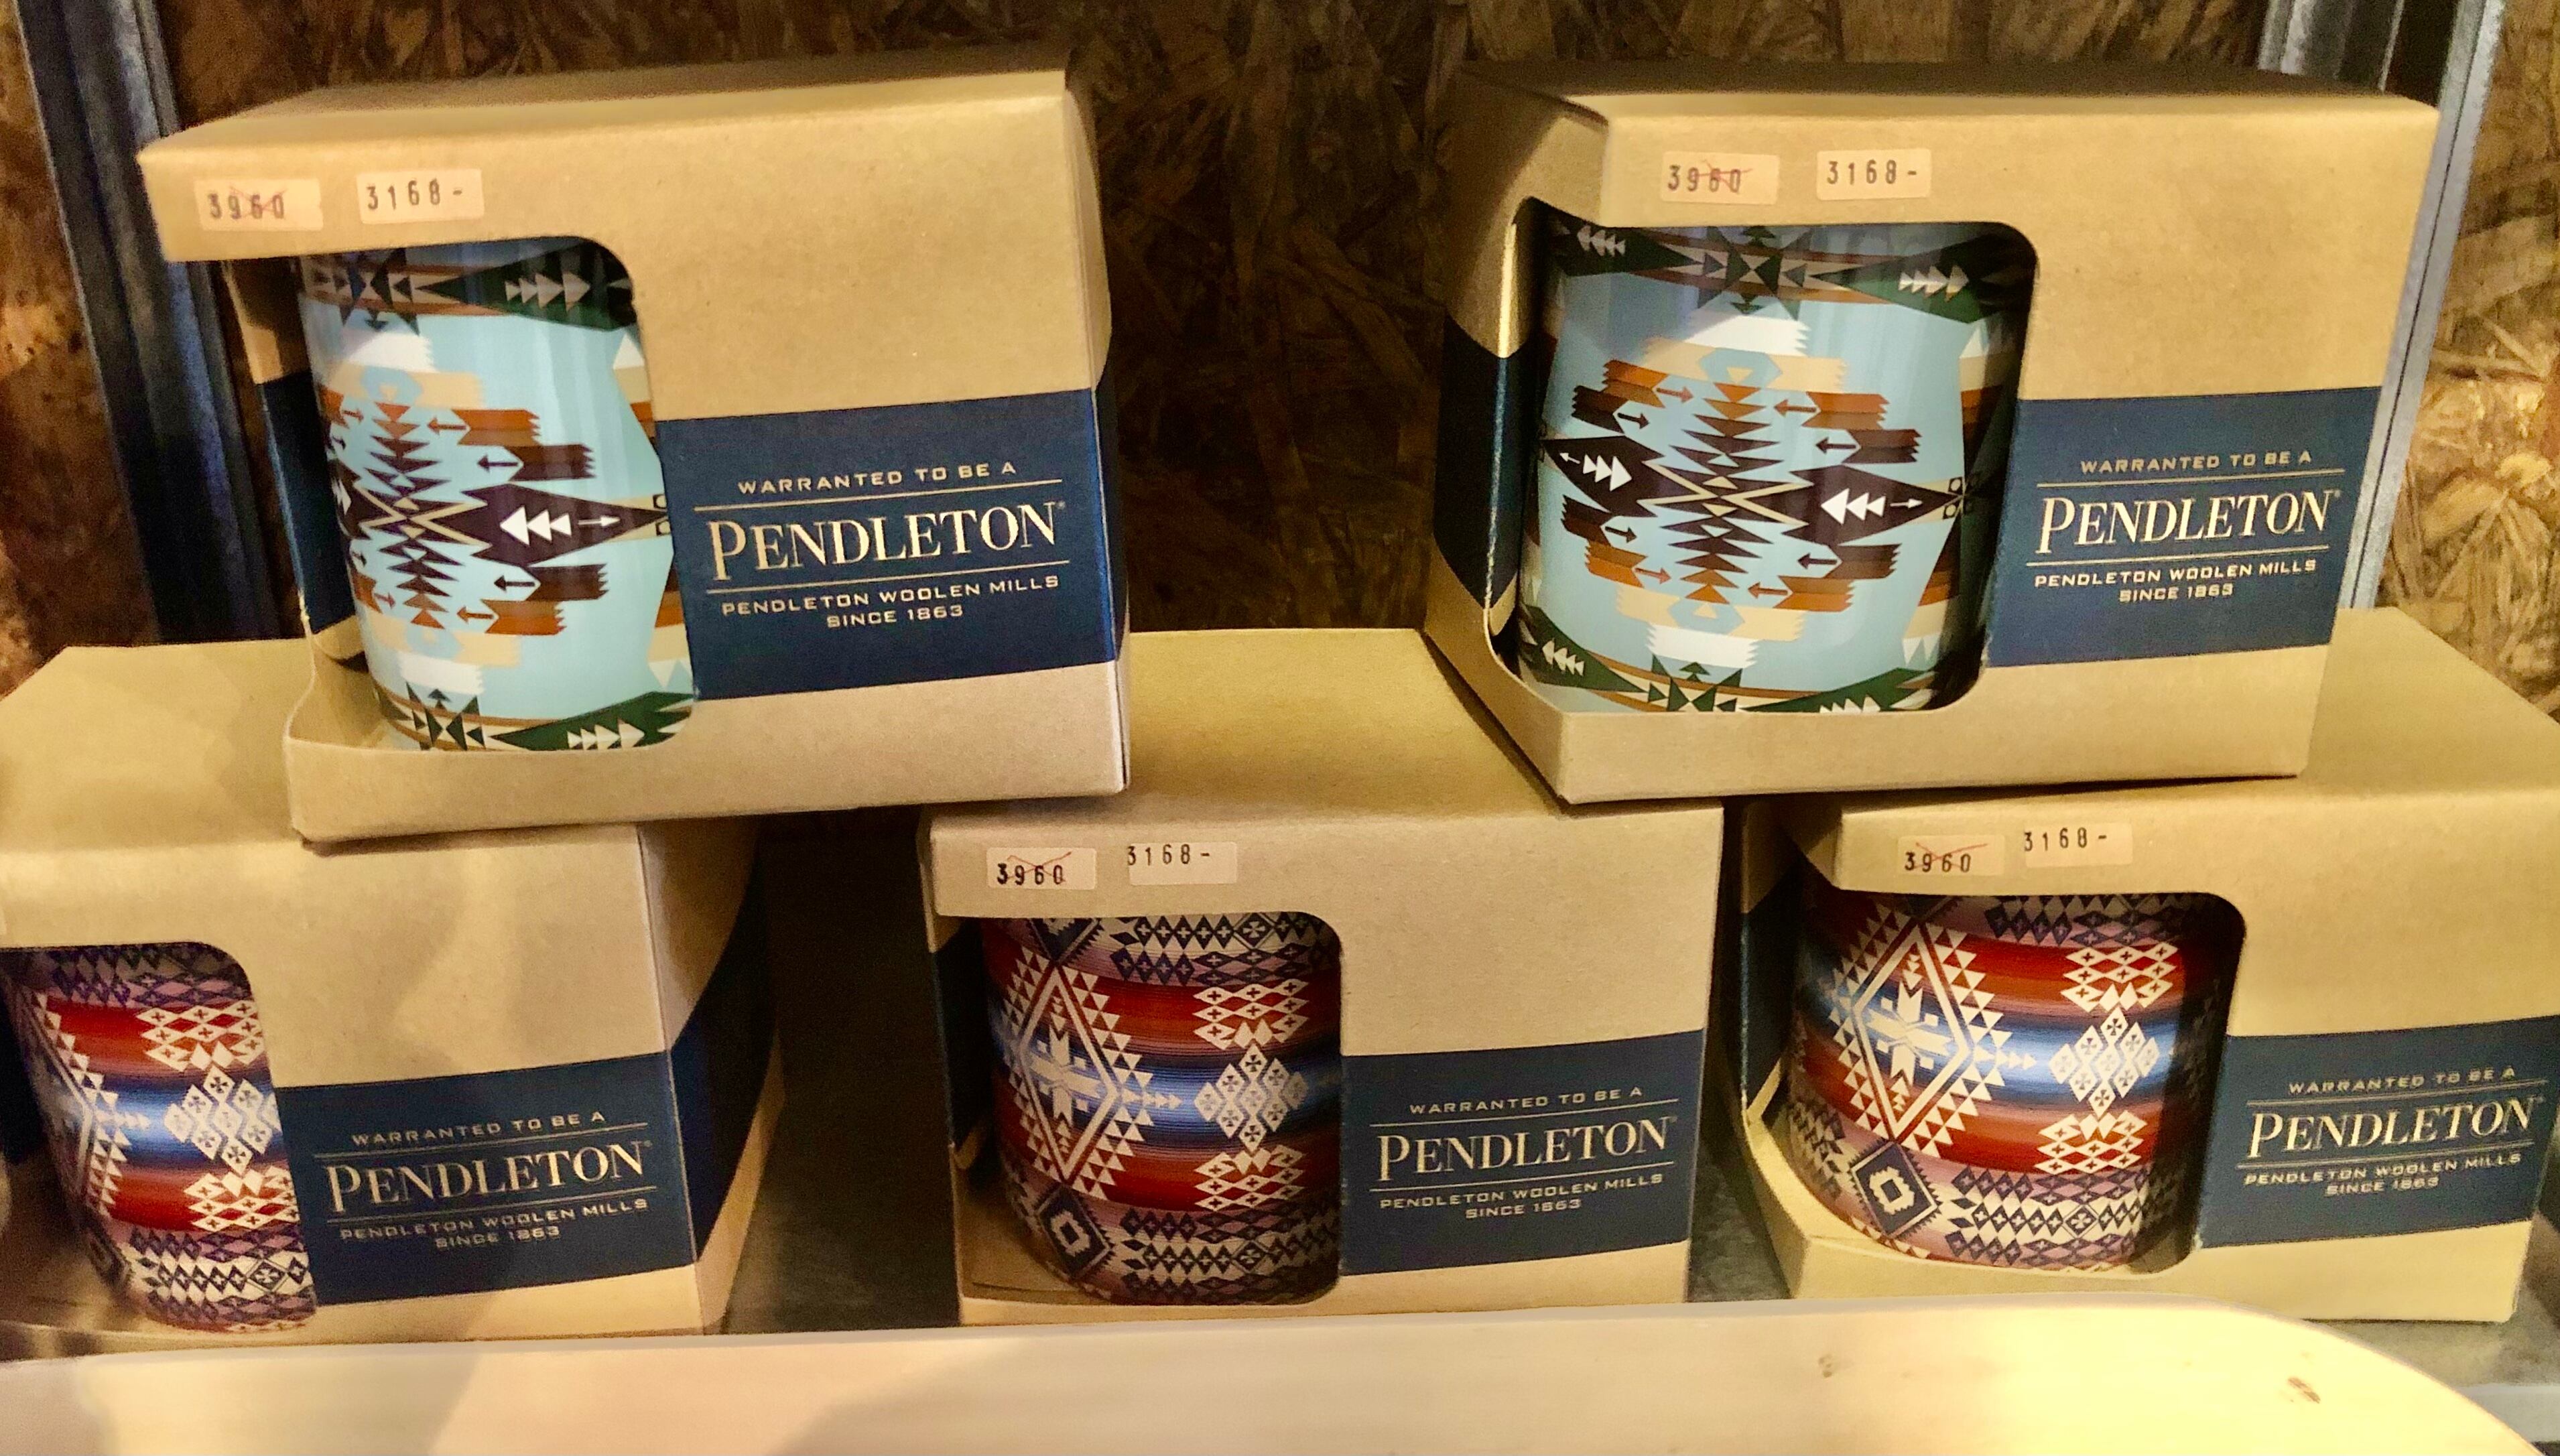 3960 3168-
WARRANTED TO BE A
PENDLETON®
PENDLETON WOOLEN MILLS
SINCE 1863
3960 3168-
WARRANTED TO BE A
PENDLETON®
PENDLETON WOOLEN MILLS
SINCE 1863
WARRANTED TO BE A
PENDLETON®
PENDLETON WOOLEN MILLS
SINCE 1863
3960 3168-
WARRANTED TO BE A
PENDLETON®
PENDLETON WOOLEN MILLS
SINCE 1863
3960 3168-
WARRANTED TO BE A
PENDLETON®
PENDLETON WOOLEN MILLS
SINCE 1863